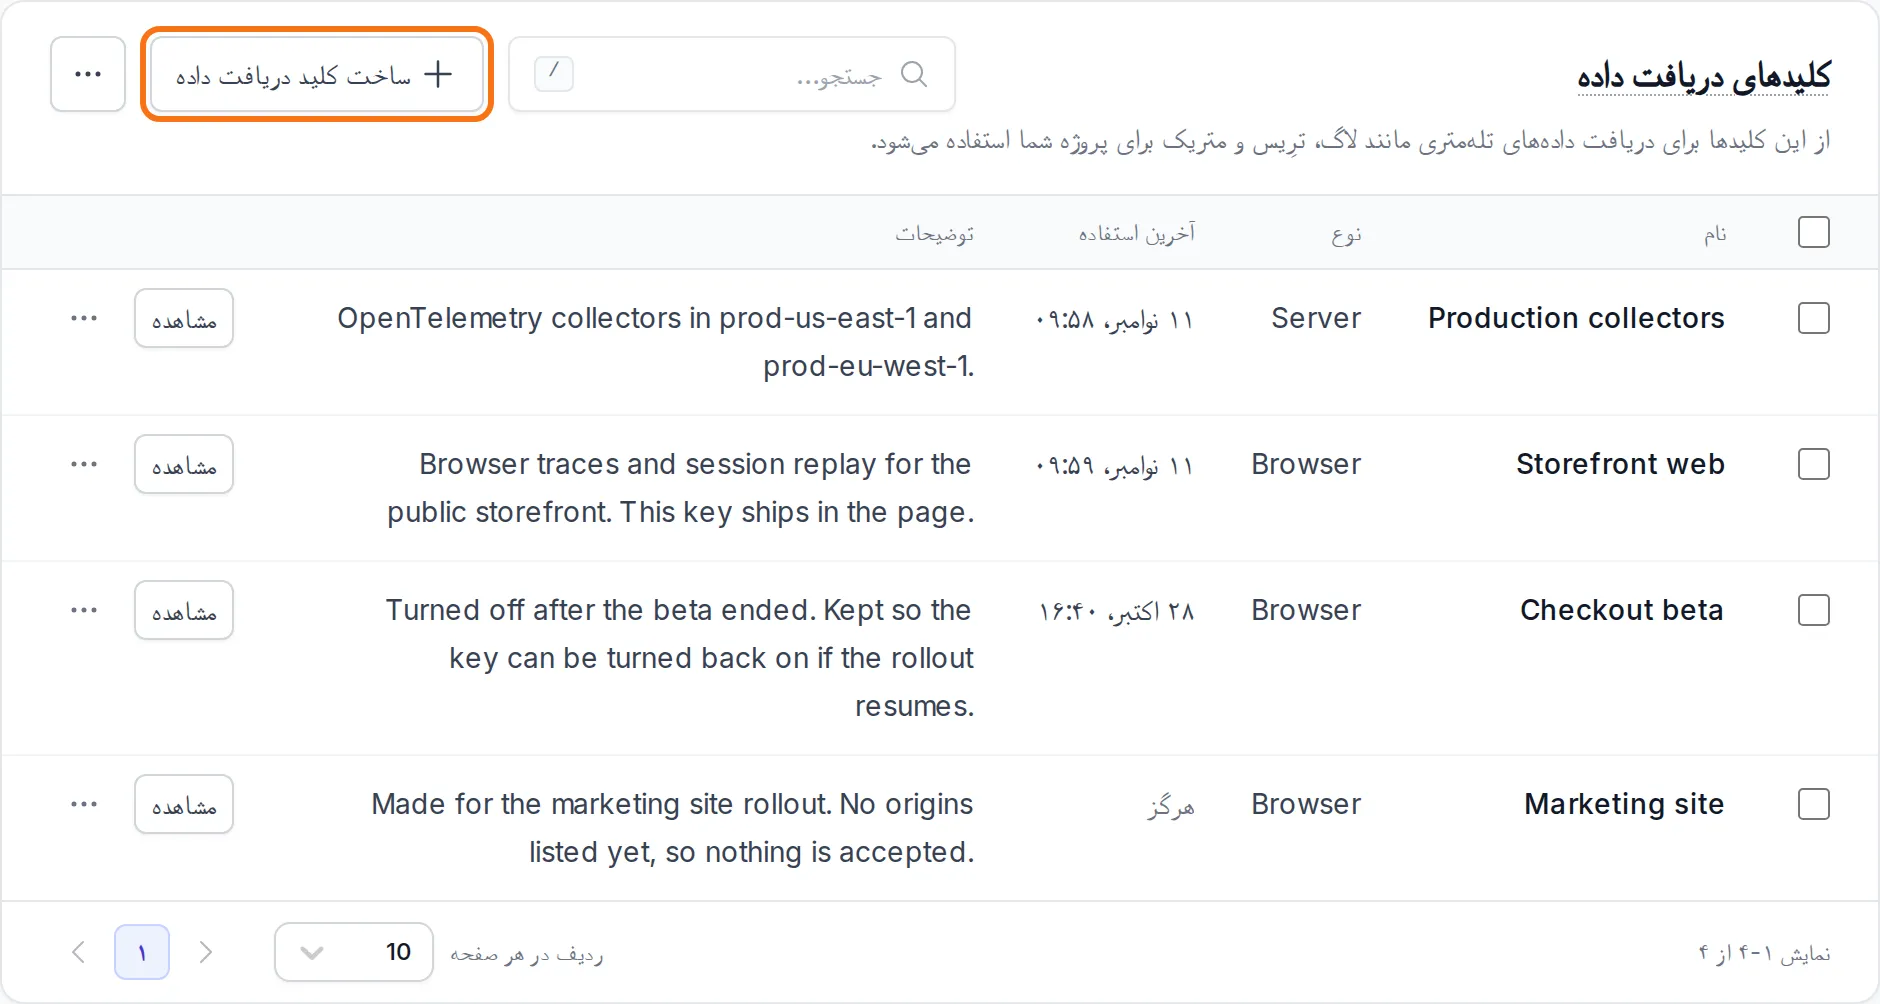 کلیدهای دریافت داده
جستجو...
/
ساخت کلید دریافت داده
از این کلیدها برای دریافت داده‌های تله‌متری مانند لاگ، ترِیس و متریک برای پروژه شما استفاده می‌شود.
نام نوع آخرین استفاده توضیحات
Production collectors Server ۱۱ نوامبر، ۰۹:۵۸ OpenTelemetry collectors in prod-us-east-1 and مشاهده
prod-eu-west-1.
Storefront web Browser ۱۱ نوامبر، ۰۹:۵۹ Browser traces and session replay for the مشاهده
public storefront. This key ships in the page.
Checkout beta Browser ۲۸ اکتبر، ۱۶:۴۰ Turned off after the beta ended. Kept so the مشاهده
key can be turned back on if the rollout
resumes.
Marketing site Browser هرگز Made for the marketing site rollout. No origins مشاهده
listed yet, so nothing is accepted.
نمایش ۱-۴ از ۴
ردیف در هر صفحه 10
۱